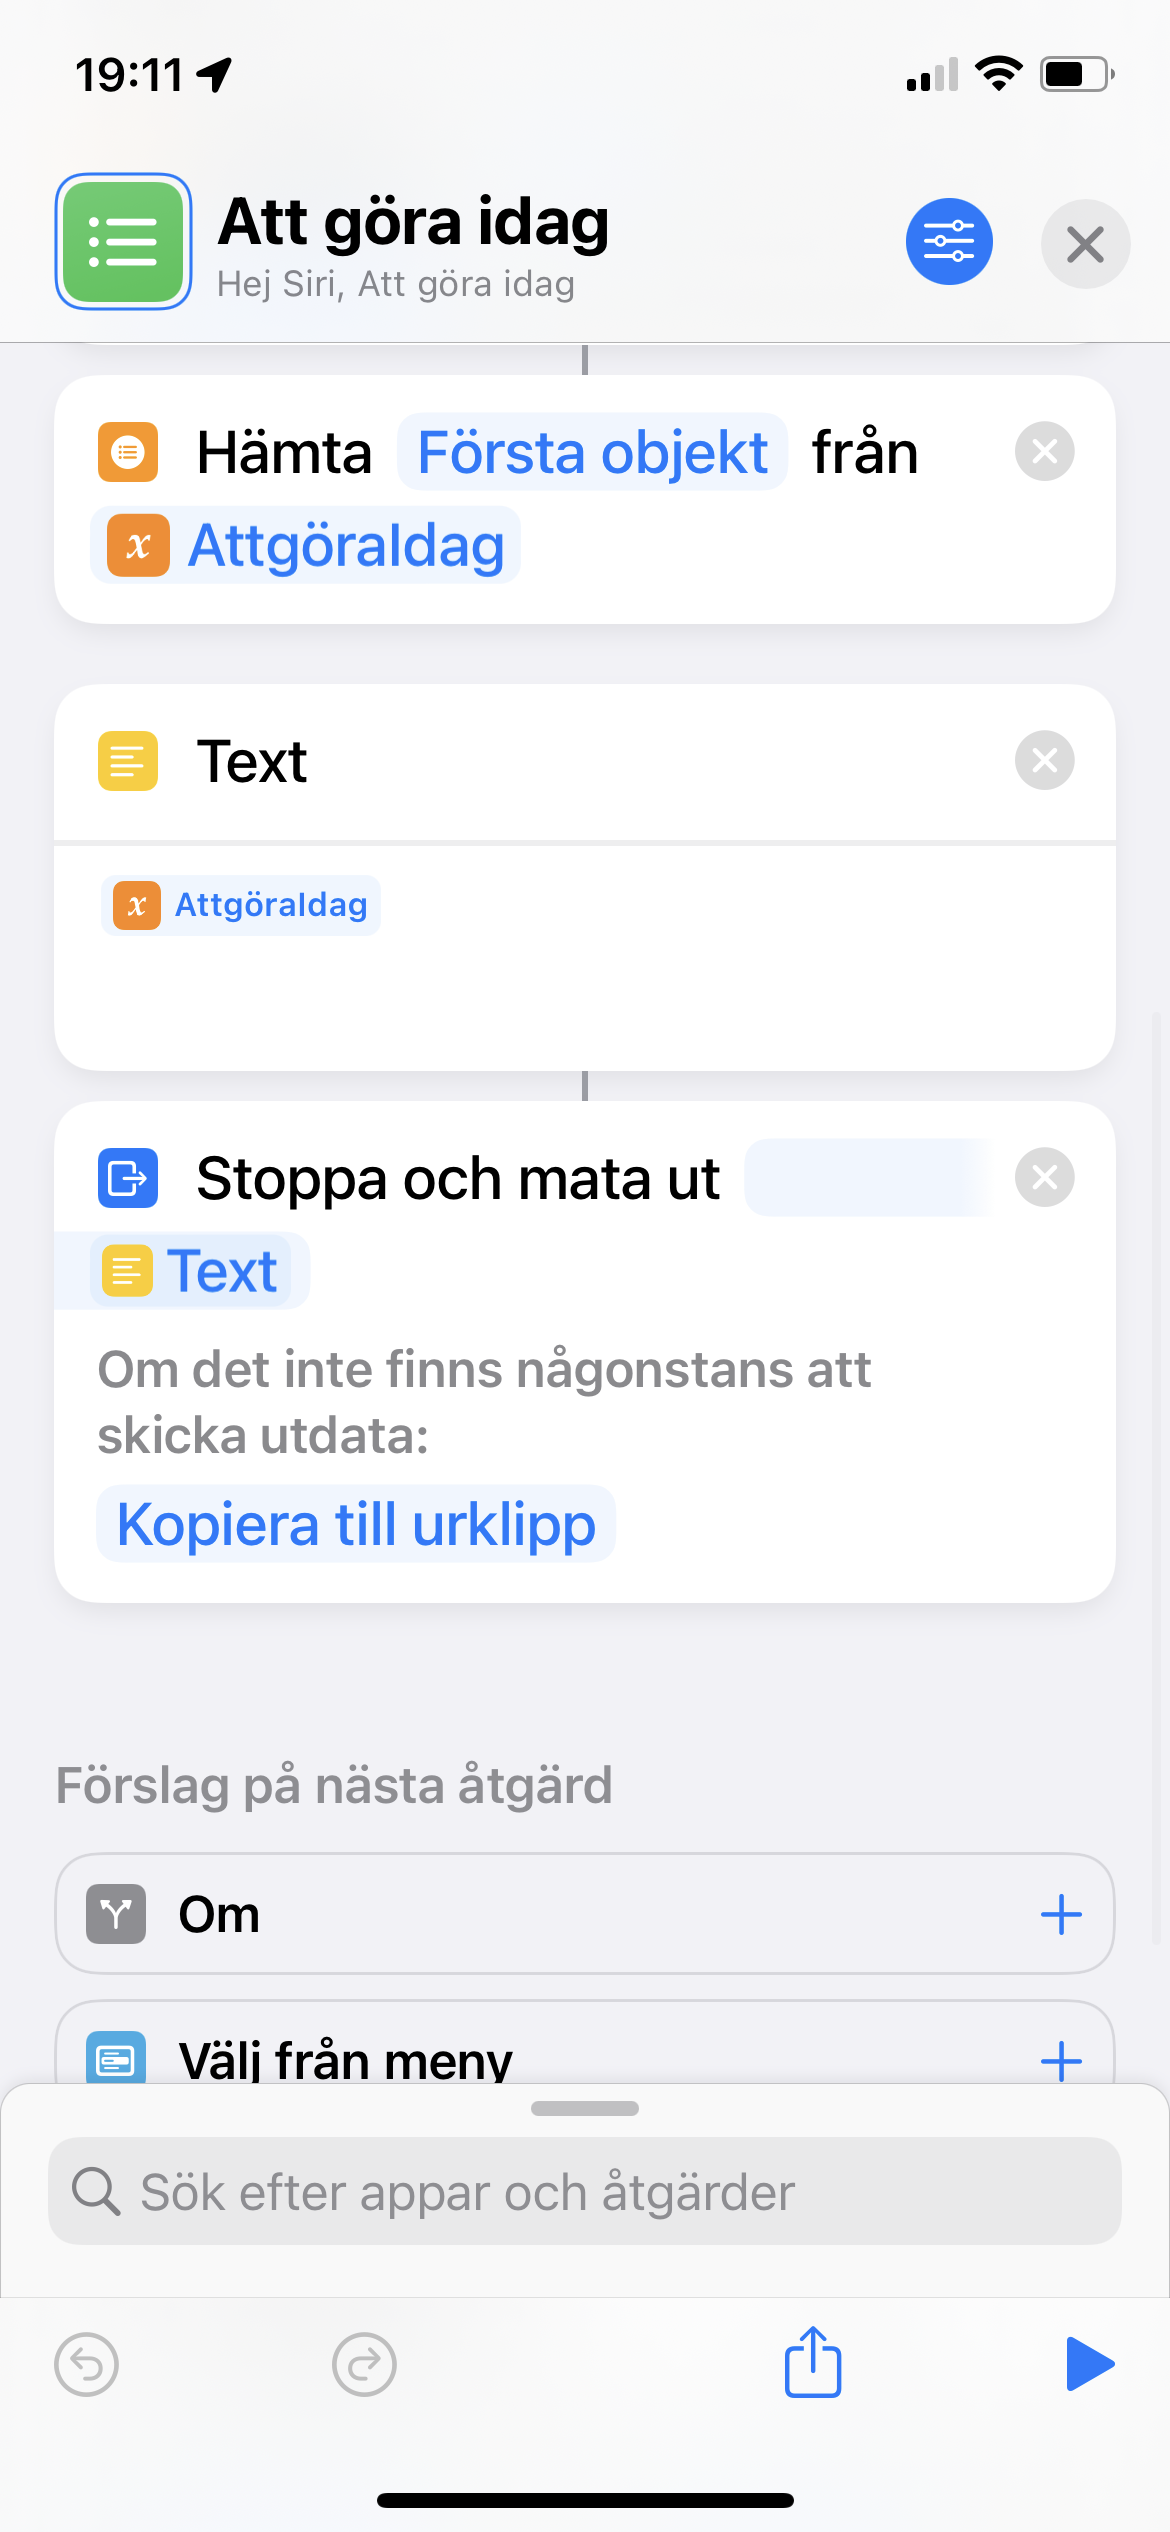 19:11
Att göra idag
Hej Siri, Att göra idag
Hämta Första objekt från
x AttgöraIdag
Text
x AttgöraIdag
Stoppa och mata ut
Text
Om det inte finns någonstans att
skicka utdata:
Kopiera till urklipp
Förslag på nästa åtgärd
Om
Välj från meny
Sök efter appar och åtgärder